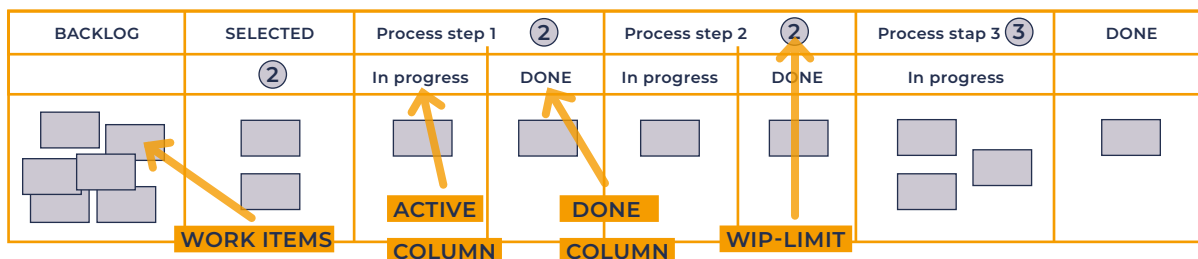 BACKLOG SELECTED Process step 1 2 Process step 2 2 Process stap 3 3 DONE
2 In progress DONE In progress DONE In progress
ACTIVE DONE
WORK ITEMS COLUMN COLUMN WIP-LIMIT